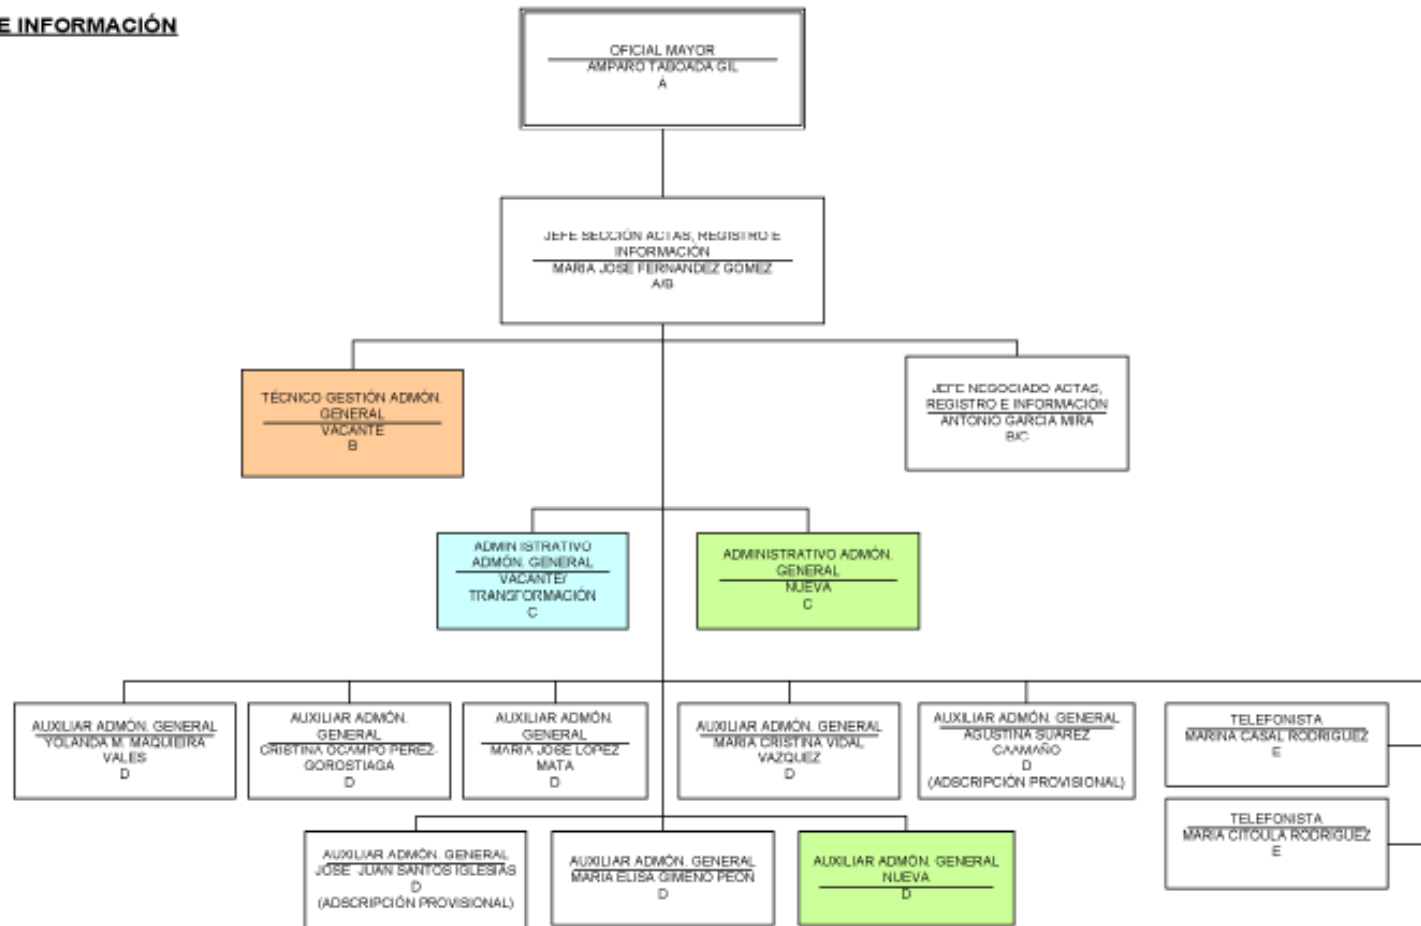 E INFORMACIÓN
OFICIAL MAYOR
AMPARO TABOADA GIL
A
JEFE SECCIÓN ACTAS, REGISTRO E
INFORMACIÓN
MARIA JOSE FERNANDEZ GOMEZ
A/B
TÉCNICO GESTIÓN ADMÓN.
GENERAL
VACANTE
B
JEFE NEGOCIADO ACTAS,
REGISTRO E INFORMACIÓN
ANTONIO GARCIA MIRA
B/C
ADMINISTRATIVO
ADMÓN. GENERAL
VACANTE/
TRANSFORMACIÓN
C
ADMINISTRATIVO ADMÓN.
GENERAL
NUEVA
C
AUXILIAR ADMÓN. GENERAL
YOLANDA M. MAQUIEIRA
VALES
D
AUXILIAR ADMÓN.
GENERAL
CRISTINA OCAMPO PEREZ-
GOROSTIAGA
D
AUXILIAR ADMÓN.
GENERAL
MARIA JOSE LOPEZ
MATA
D
AUXILIAR ADMÓN. GENERAL
MARIA CRISTINA VIDAL
VAZQUEZ
D
AUXILIAR ADMÓN. GENERAL
AGUSTINA SUAREZ
CAAMAÑO
D
(ADSCRIPCIÓN PROVISIONAL)
TELEFONISTA
MARINA CASAL RODRIGUEZ
E
TELEFONISTA
MARIA CITOULA RODRIGUEZ
E
AUXILIAR ADMÓN. GENERAL
JOSE JUAN SANTOS IGLESIAS
D
(ADSCRIPCIÓN PROVISIONAL)
AUXILIAR ADMÓN. GENERAL
MARIA ELISA GIMENO PEON
D
AUXILIAR ADMÓN. GENERAL
NUEVA
D